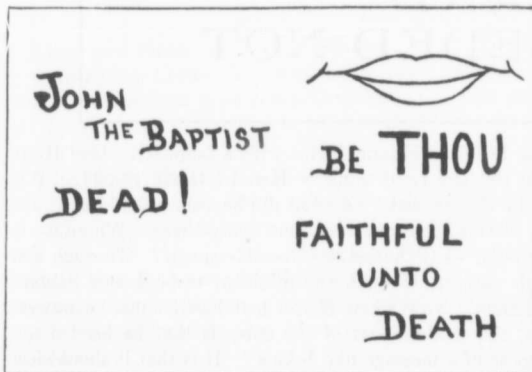 JOHN
THE BAPTIST
DEAD!
BE THOU
FAITHFUL
UNTO
DEATH